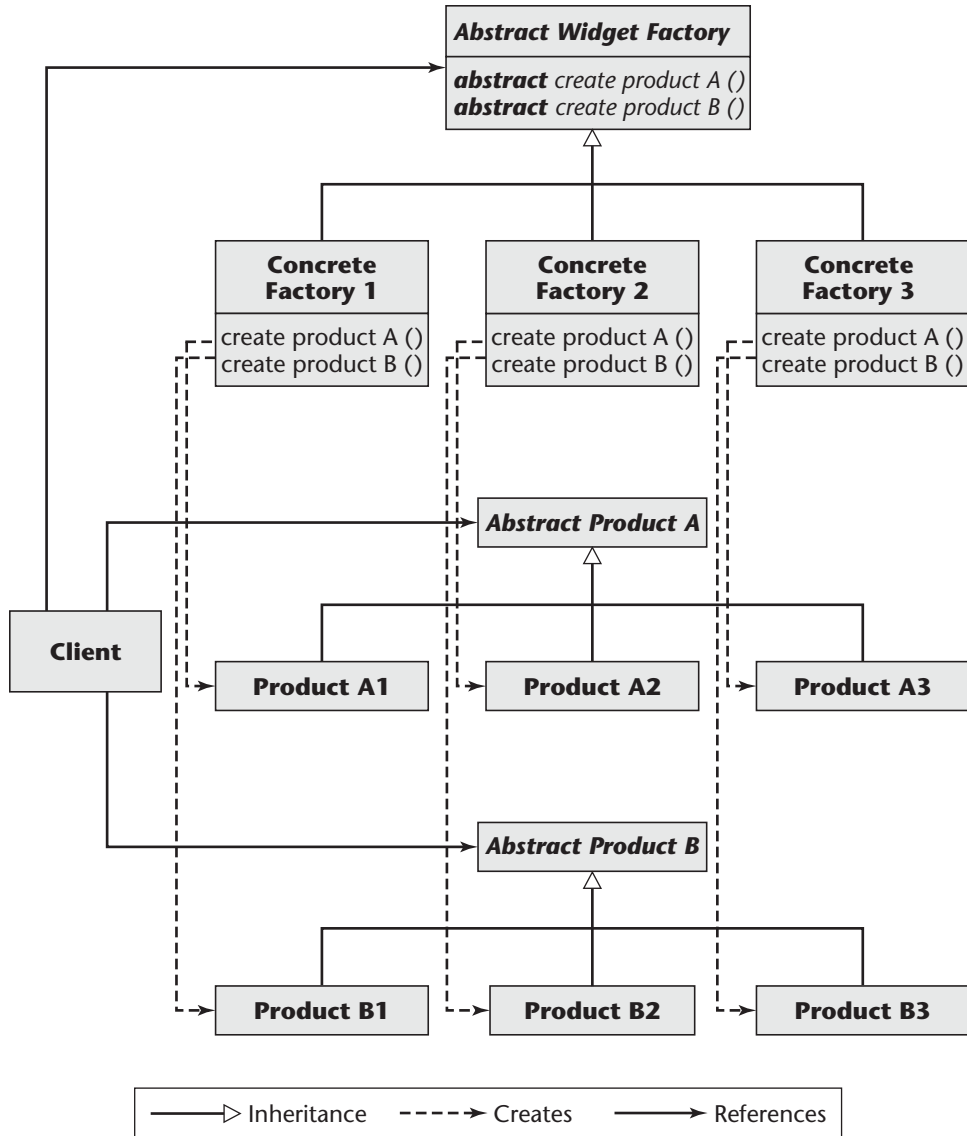 Abstract Widget Factory
abstract create product A ()
abstract create product B ()
Concrete
Factory 1
create product A ()
create product B ()
Concrete
Factory 2
create product A ()
create product B ()
Concrete
Factory 3
create product A ()
create product B ()
Abstract Product A
Client
Product A1
Product A2
Product A3
Abstract Product B
Product B1
Product B2
Product B3
Inheritance
Creates
References